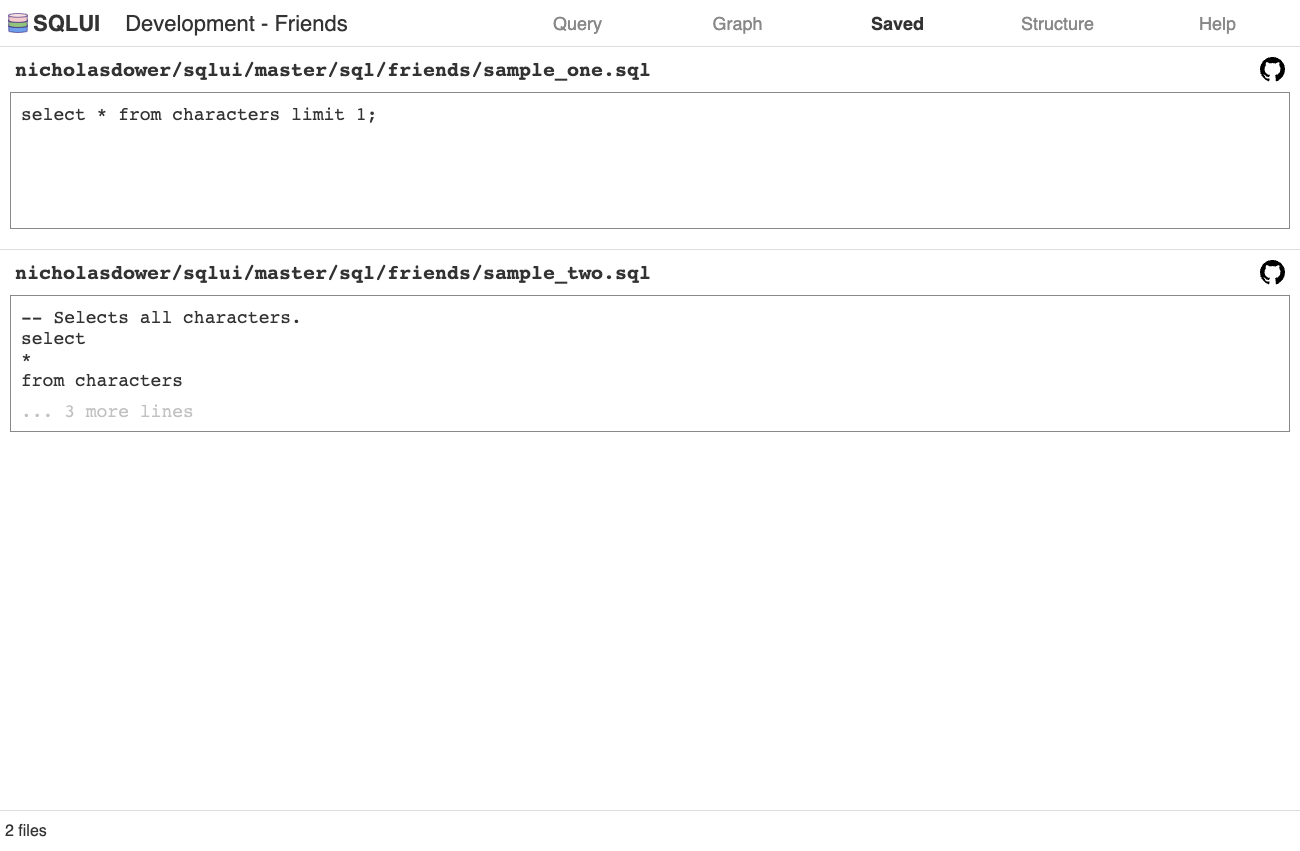 SQLUI Development - Friends Query Graph Saved Structure Help
nicholasdower/sqlui/master/sql/friends/sample_one.sql
select * from characters limit 1;
nicholasdower/sqlui/master/sql/friends/sample_two.sql
-- Selects all characters.
select
*
from characters
... 3 more lines
2 files